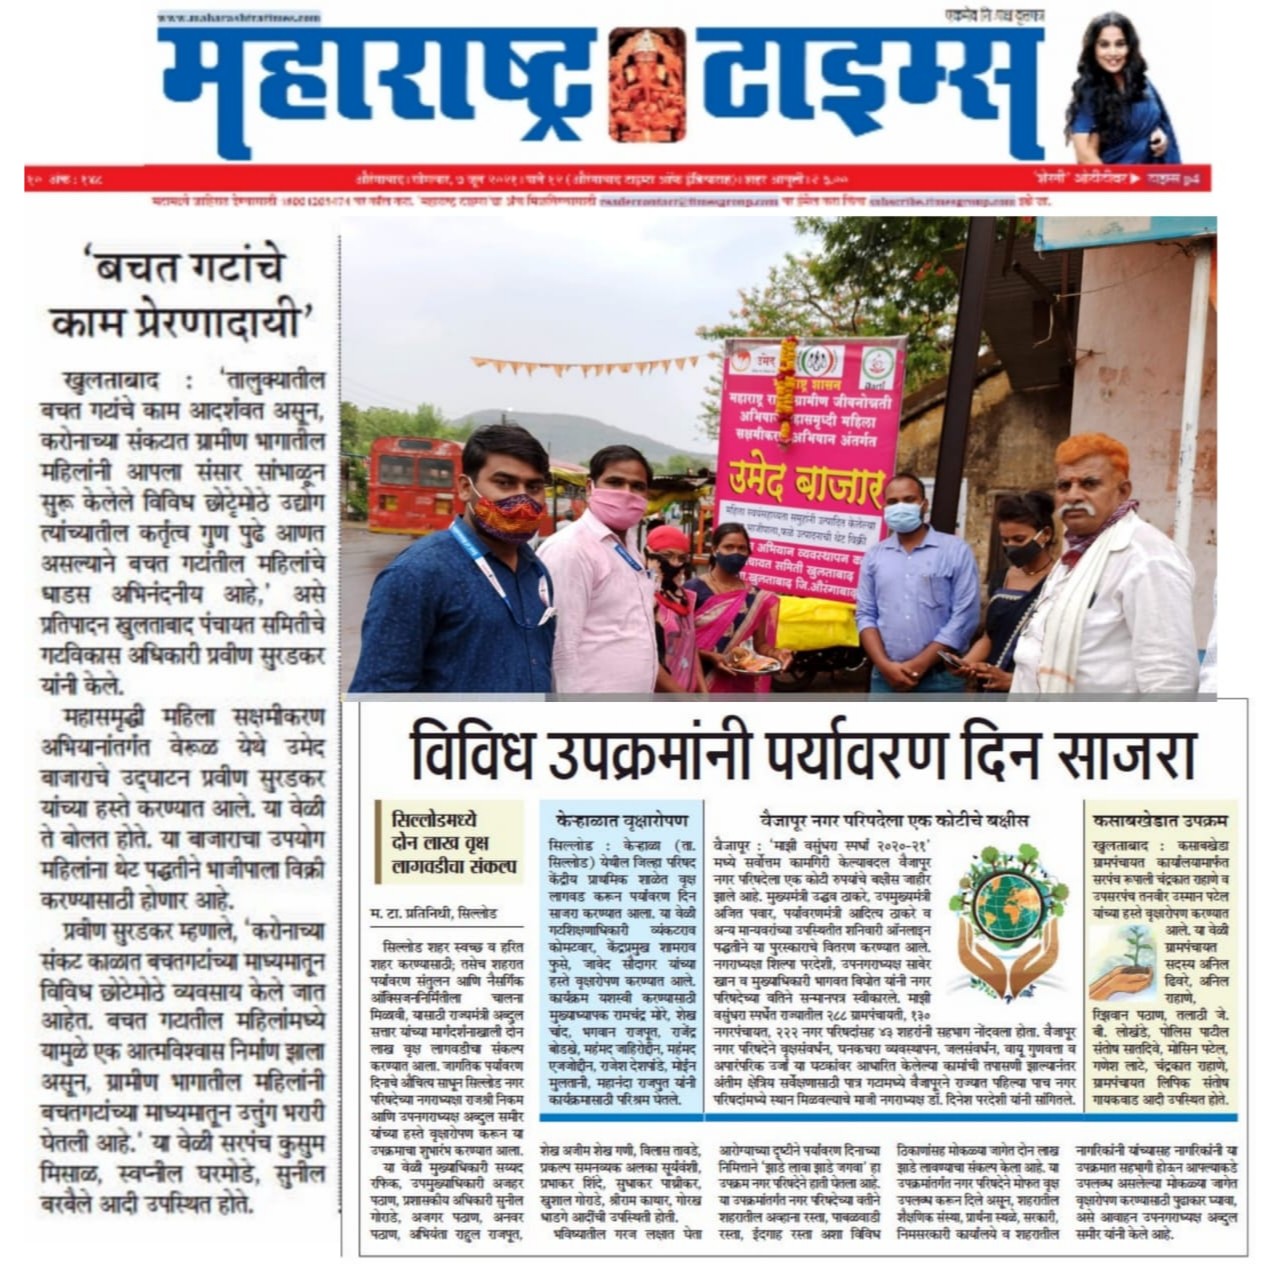 www.maharashtratimes.com
महाराष्ट्र टाइम्स
औरंगाबाद । सोमवार, ७ जून २०२१ । पाने १२
'बचत गटांचे
काम प्रेरणादायी'
खुलताबाद : 'तालुक्यातील
बचत गटांचे काम आदर्शवत असून,
करोनाच्या संकटात ग्रामीण भागातील
महिलांनी आपला संसार सांभाळून
सुरू केलेले विविध छोटेमोठे उद्योग
त्यांच्यातील कर्तृत्व गुण पुढे आणत
असल्याने बचत गटांतील महिलांचे
धाडस अभिनंदनीय आहे,' असे
प्रतिपादन खुलताबाद पंचायत समितीचे
गटविकास अधिकारी प्रवीण सुरडकर
यांनी केले.
महासमृद्धी महिला सक्षमीकरण
अभियानांतर्गत वेरूळ येथे उमेद
बाजाराचे उद्‌घाटन प्रवीण सुरडकर
यांच्या हस्ते करण्यात आले. या वेळी
ते बोलत होते. या बाजाराचा उपयोग
महिलांना थेट पद्धतीने भाजीपाला विक्री
करण्यासाठी होणार आहे.
प्रवीण सुरडकर म्हणाले, 'करोनाच्या
संकट काळात बचतगटांच्या माध्यमातून
विविध छोटेमोठे व्यवसाय केले जात
आहेत. बचत गटातील महिलांमध्ये
यामुळे एक आत्मविश्वास निर्माण झाला
असून, ग्रामीण भागातील महिलांनी
बचतगटांच्या माध्यमातून उत्तुंग भरारी
घेतली आहे.' या वेळी सरपंच कुसुम
मिसाळ, स्वप्नील घरमोडे, सुनील
बरबैले आदी उपस्थित होते.
उमेद
महाराष्ट्र शासन
ग्रामीण जीवनोन्नती
महिला
सक्षमीकरण अभियान अंतर्गत
उमेद बाजार
महिला स्वयंसहाय्यता समुहांनी उत्पादित केलेल्या
भाजीपाला, फळे उत्पादनाची थेट विक्री
अभियान व्यवस्थापन
समिती खुलताबाद
खुलताबाद जि.औरंगाबाद
विविध उपक्रमांनी पर्यावरण दिन साजरा
सिल्लोडमध्ये
दोन लाख वृक्ष
लागवडीचा संकल्प
म. टा. प्रतिनिधी, सिल्लोड
सिल्लोड शहर स्वच्छ व हरित
शहर करण्यासाठी; तसेच शहरात
पर्यावरण संतुलन आणि नैसर्गिक
ऑक्सिजननिर्मितीला चालना
मिळावी, यासाठी राज्यमंत्री अब्दुल
सत्तार यांच्या मार्गदर्शनाखाली दोन
लाख वृक्ष लागवडीचा संकल्प
करण्यात आला. जागतिक पर्यावरण
दिनाचे औचित्य साधून सिल्लोड नगर
परिषदेच्या नगराध्यक्षा राजश्री निकम
आणि उपनगराध्यक्ष अब्दुल समीर
यांच्या हस्ते वृक्षारोपण करून या
उपक्रमाचा शुभारंभ करण्यात आला.
या वेळी मुख्याधिकारी सय्यद
रफिक, उपमुख्याधिकारी अजहर
पठाण, प्रशासकीय अधिकारी सुनील
गोराडे, अजगर पठाण, अनवर
पठाण, अभियंता राहुल राजपूत,
केऱ्हाळात वृक्षारोपण
सिल्लोड : केऱ्हाळा (ता.
सिल्लोड) येथील जिल्हा परिषद
केंद्रीय प्राथमिक शाळेत वृक्ष
लागवड करून पर्यावरण दिन
साजरा करण्यात आला. या वेळी
गटशिक्षणाधिकारी व्यंकटराव
कोमटवार, केंद्रप्रमुख शामराव
फुसे, जावेद सौदागर यांच्या
हस्ते वृक्षारोपण करण्यात आले.
कार्यक्रम यशस्वी करण्यासाठी
मुख्याध्यापक रामचंद्र मोरे, शेख
चाँद, भगवान राजपूत, राजेंद्र
बोडखे, महंमद जाहिरोद्दीन, महंमद
एजजोद्दीन, राजेश देशपांडे, मोईन
मुलतानी, महानंदा राजपुत यांनी
कार्यक्रमासाठी परिश्रम घेतले.
वैजापूर नगर परिषदेला एक कोटीचे बक्षीस
वैजापूर : 'माझी वसुंधरा स्पर्धा २०२०-२१'
मध्ये सर्वोत्तम कामगिरी केल्याबदल वैजापूर
नगर परिषदेला एक कोटी रुपयांचे बक्षीस जाहीर
झाले आहे. मुख्यमंत्री उद्धव ठाकरे, उपमुख्यमंत्री
अजित पवार, पर्यावरणमंत्री आदित्य ठाकरे व
अन्य मान्यवरांच्या उपस्थितीत शनिवारी ऑनलाइन
पद्धतीने या पुरस्काराचे वितरण करण्यात आले.
नगराध्यक्षा शिल्पा परदेशी, उपनगराध्यक्ष साबेर
खान व मुख्याधिकारी भागवत बिघोत यांनी नगर
परिषदेच्या वतिने सन्मानपत्र स्वीकारले. माझी
वसुंधरा स्पर्धेत राज्यातील २८८ ग्रामपंचायती, १३०
नगरपंचायत, २२२ नगर परिषदांसह ४३ शहरांनी सहभाग नोंदवला होता. वैजापूर
नगर परिषदेने वृक्षसंवर्धन, घनकचरा व्यवस्थापन, जलसंवर्धन, वायू गुणवत्ता व
अपारंपरिक उर्जा या घटकांवर आधारित केलेल्या कामांची तपासणी झाल्यानंतर
अंतीम क्षेत्रिय सर्वेक्षणासाठी पात्र गटामध्ये वैजापूरने राज्यात पहिल्या पाच नगर
परिषदांमध्ये स्थान मिळवल्याचे माजी नगराध्यक्ष डॉ. दिनेश परदेशी यांनी सांगितले.
कसाबखेडात उपक्रम
खुलताबाद : कसाबखेडा
ग्रामपंचायत कार्यालयामार्फत
सरपंच रूपाली चंद्रकात राहाणे व
उपसरपंच तनवीर उस्मान पटेल
यांच्या हस्ते वृक्षारोपण करण्यात
आले. या वेळी
ग्रामपंचायत
सदस्य अनिल
ढिवरे, अनिल
राहाणे,
रिझवान पठाण, तलाठी जे.
बी. लोखंडे, पोलिस पाटील
संतोष सातदिवे, मोसिन पटेल,
गणेश लाटे, चंद्रकात राहाणे,
ग्रामपंचायत लिपिक संतोष
गायकवाड आदी उपस्थित होते.
शेख अजीम शेख गणी, विलास तावडे,
प्रकल्प समनव्यक अलका सूर्यवंशी,
प्रभाकर शिंदे, सुधाकर पाध्रीकर,
खुशाल गोराडे, श्रीराम काथार, गोरख
धाडगे आदींची उपस्थिती होती.
भविष्यातील गरज लक्षात घेता
आरोग्याच्या दृष्टीने पर्यावरण दिनाच्या
निमित्ताने 'झाडे लावा झाडे जगवा' हा
उपक्रम नगर परिषदेने हाती घेतला आहे.
या उपक्रमांतर्गत नगर परिषदेच्या वतीने
शहरातील अव्हाना रस्ता, पाबळवाडी
रस्ता, ईदगाह रस्ता अशा विविध
ठिकाणांसह मोकळ्या जागेत दोन लाख
झाडे लावण्याचा संकल्प केला आहे. या
उपक्रमांतर्गत नगर परिषदेने मोफत वृक्ष
उपलब्ध करून दिले असून, शहरातील
शैक्षणिक संस्था, प्रार्थना स्थळे, सरकारी,
निमसरकारी कार्यालये व शहरातील
नागरिकांनी यांच्यासह नागरिकांनी या
उपक्रमात सहभागी होऊन आपल्याकडे
उपलब्ध असलेल्या मोकळ्या जागेत
वृक्षारोपण करण्यासाठी पुढाकार घ्यावा,
असे आवाहन उपनगराध्यक्ष अब्दुल
समीर यांनी केले आहे.